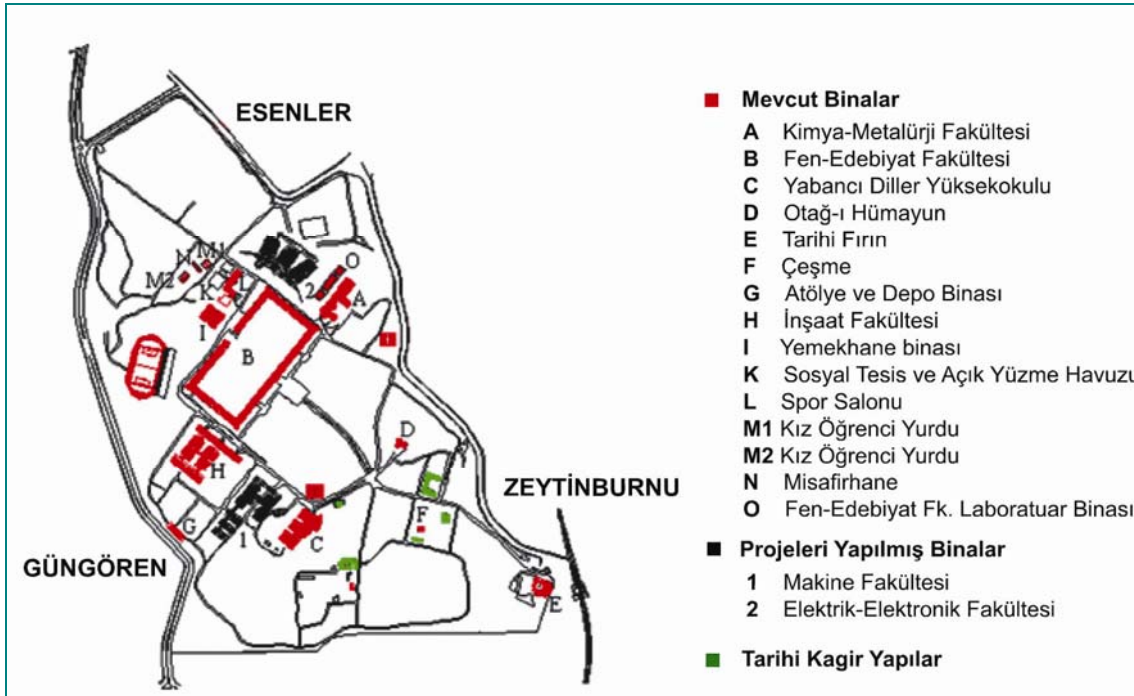 ESENLER
ZEYTİNBURNU
GÜNGÖREN
M1
N
M2
O
K
L
2
A
I
B
D
H
F
G
1
C
E
Mevcut Binalar
A Kimya-Metalürji Fakültesi
B Fen-Edebiyat Fakültesi
C Yabancı Diller Yüksekokulu
D Otağ-ı Hümayun
E Tarihi Fırın
F Çeşme
G Atölye ve Depo Binası
H İnşaat Fakültesi
I Yemekhane binası
K Sosyal Tesis ve Açık Yüzme Havuzu
L Spor Salonu
M1 Kız Öğrenci Yurdu
M2 Kız Öğrenci Yurdu
N Misafirhane
O Fen-Edebiyat Fk. Laboratuar Binası
Projeleri Yapılmış Binalar
1 Makine Fakültesi
2 Elektrik-Elektronik Fakültesi
Tarihi Kagir Yapılar